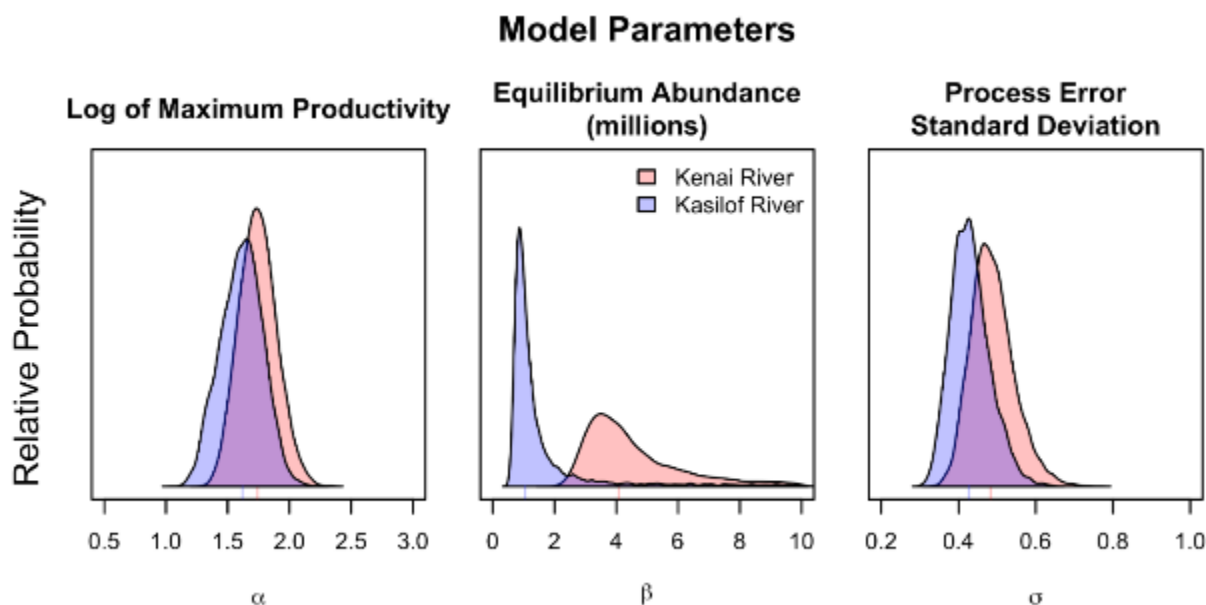 Model Parameters
Log of Maximum Productivity
Equilibrium Abundance
(millions)
Process Error
Standard Deviation
Relative Probability
Kenai River
Kasilof River
0.5 1.0 1.5 2.0 2.5 3.0
0 2 4 6 8 10
0.2 0.4 0.6 0.8 1.0
α
β
σ